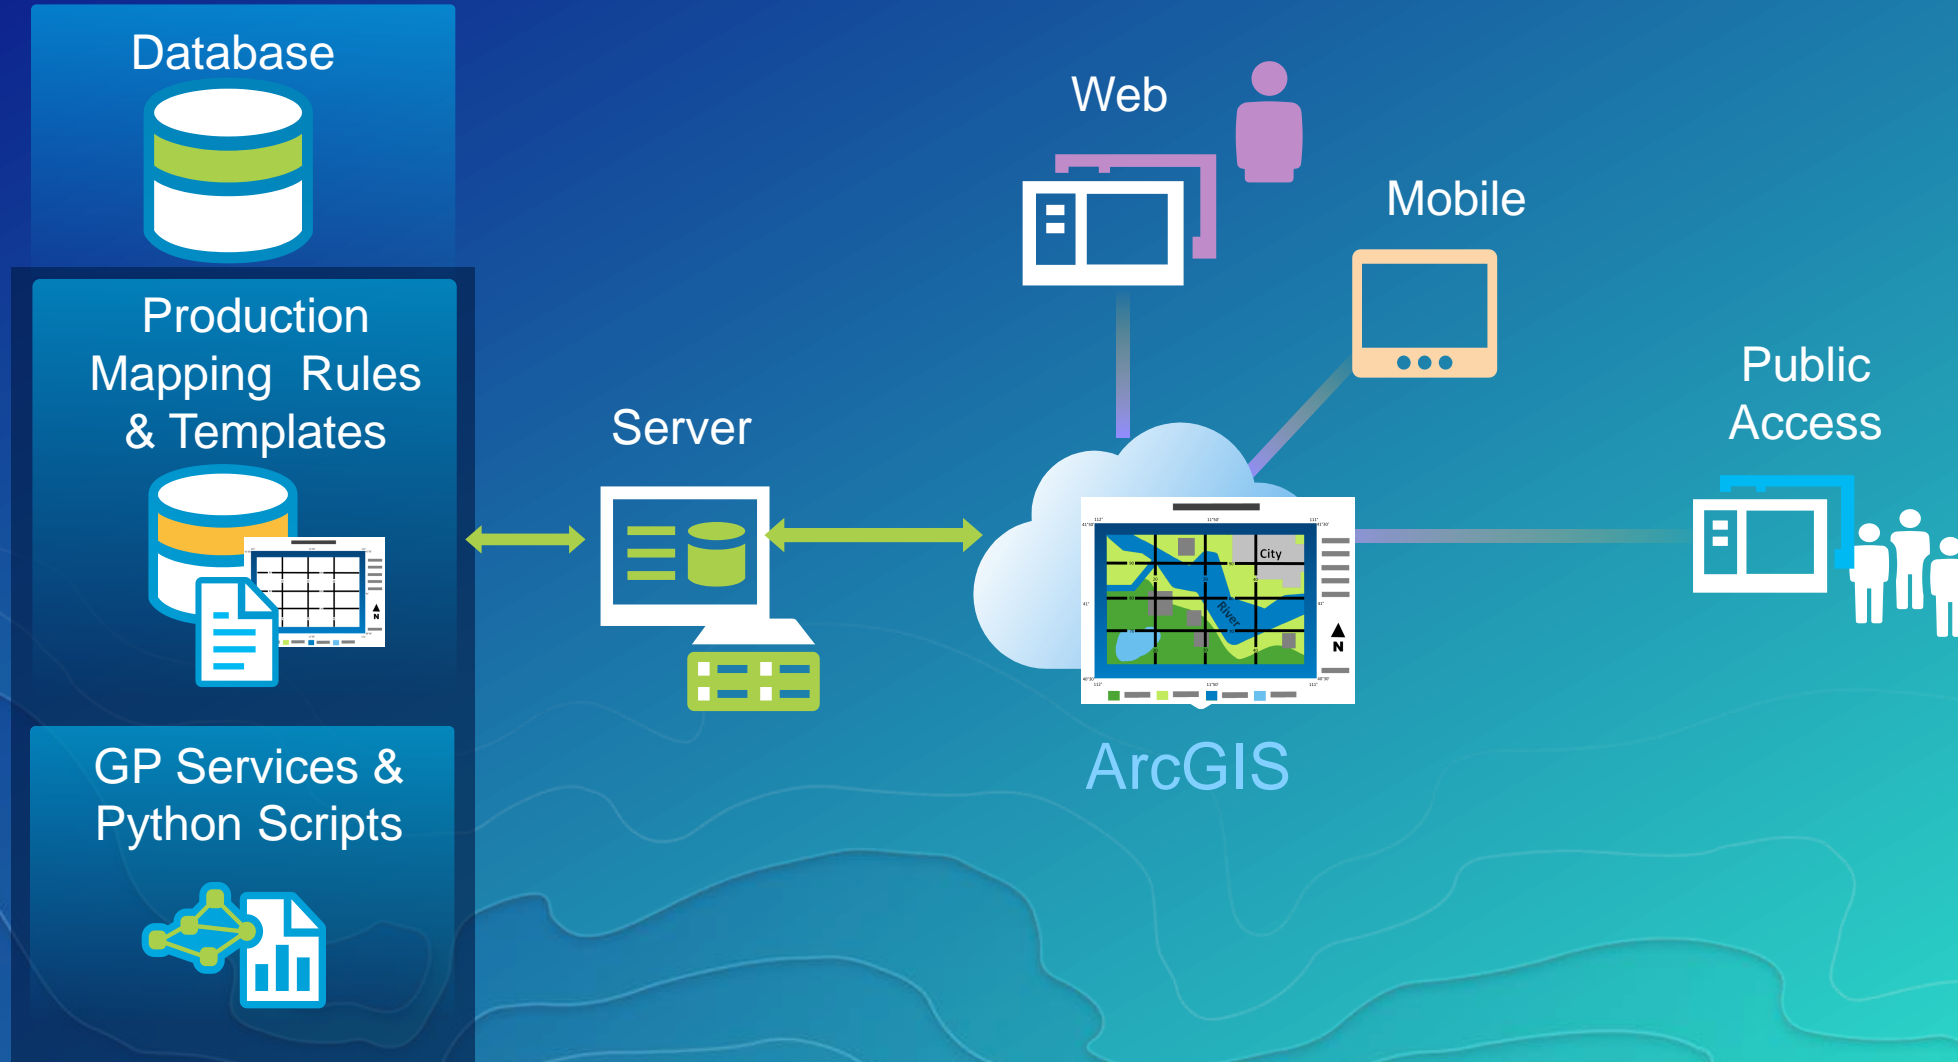 Database
Production
Mapping Rules
& Templates
N
GP Services &
Python Scripts
Server
Web
Mobile
Public
Access
City
River
N
ArcGIS